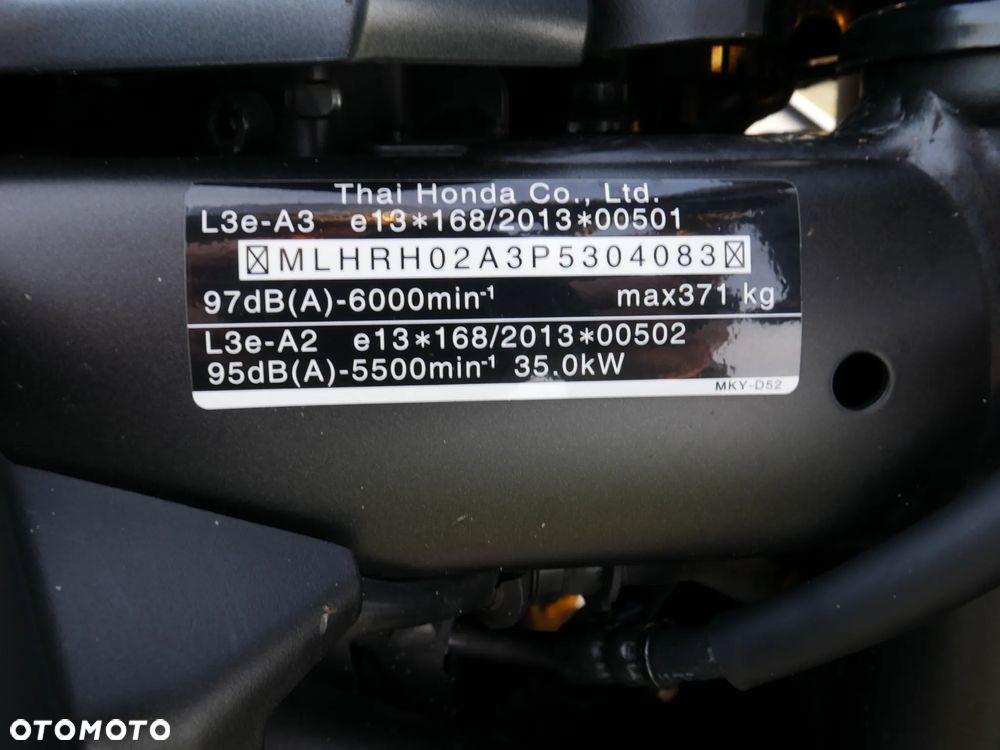 Thai Honda Co., Ltd.
L3e-A3 e13*168/2013*00501
MLHRH02A3P5304083
97dB(A)-6000min-¹ max371 kg
L3e-A2 e13*168/2013*00502
95dB(A)-5500min-¹ 35.0kW
MKY-D52
OTOMOTO